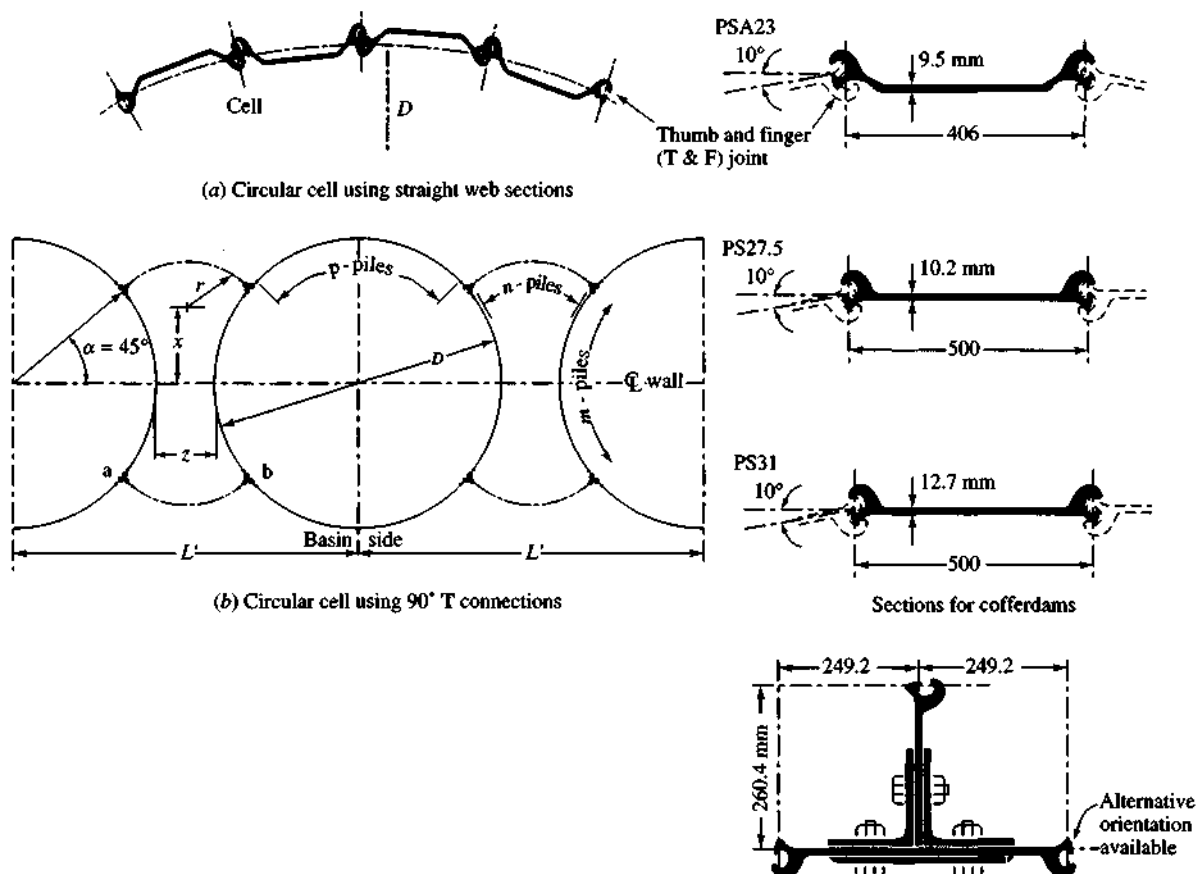 Cell
D
Thumb and finger
(T & F) joint
(a) Circular cell using straight web sections
PSA23
10°
9.5 mm
406
p-piles
n-piles
r
x
α = 45°
D
m-piles
℄ wall
a
z
b
Basin side
L'
L'
(b) Circular cell using 90° T connections
PS27.5
10°
10.2 mm
500
PS31
10°
12.7 mm
500
Sections for cofferdams
249.2
249.2
260.4 mm
Alternative
orientation
available